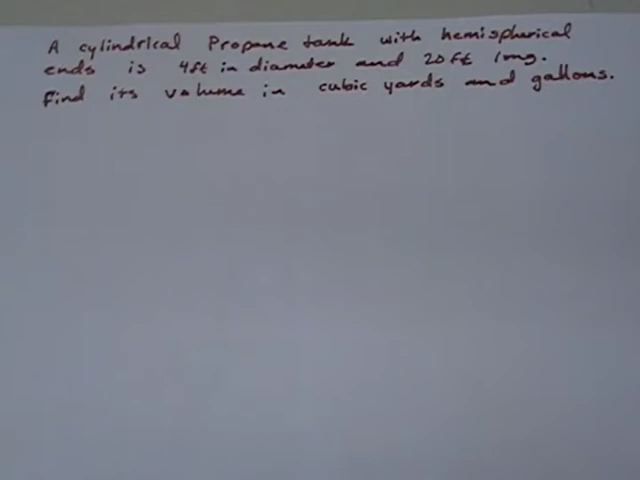 A cylindrical Propane tank with hemispherical
ends is 4ft in diameter and 20ft long.
Find its volume in cubic yards and gallons.